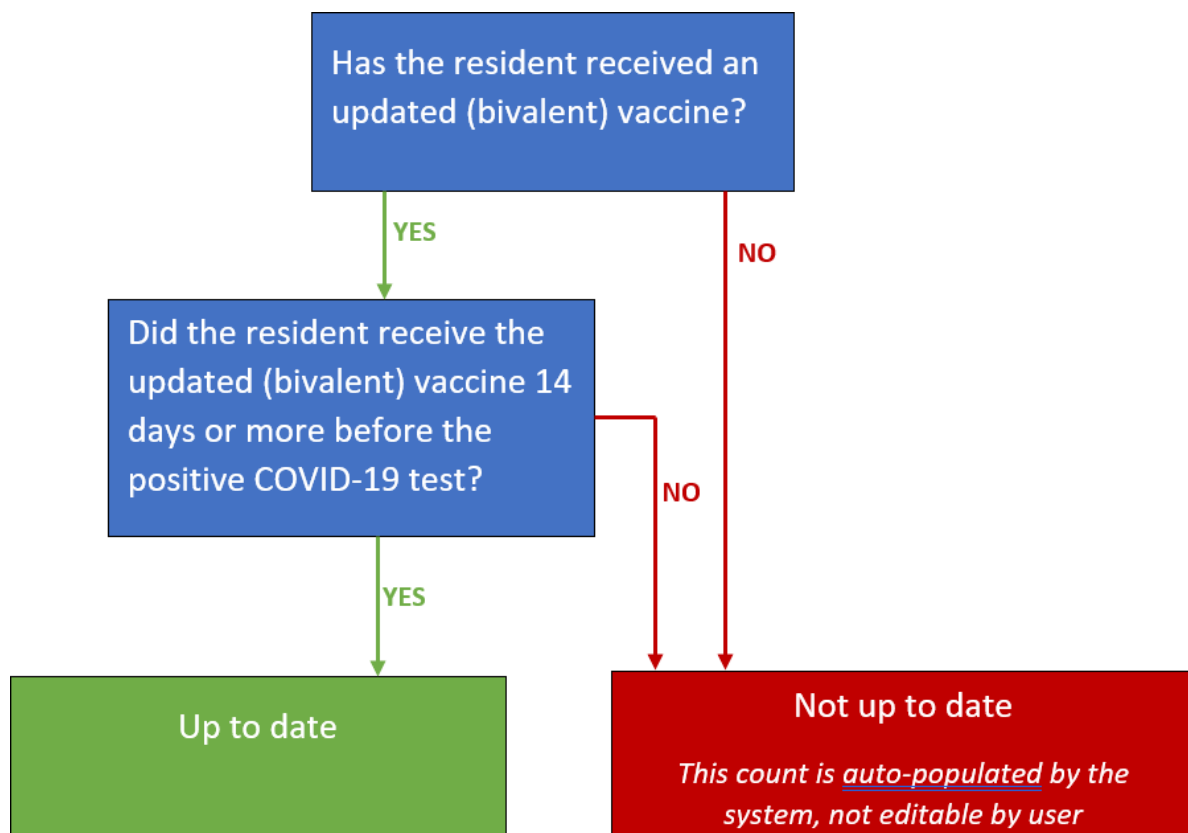 Has the resident received an
updated (bivalent) vaccine?
YES
NO
Did the resident receive the
updated (bivalent) vaccine 14
days or more before the
positive COVID-19 test?
NO
YES
Up to date
Not up to date
This count is auto-populated by the
system, not editable by user